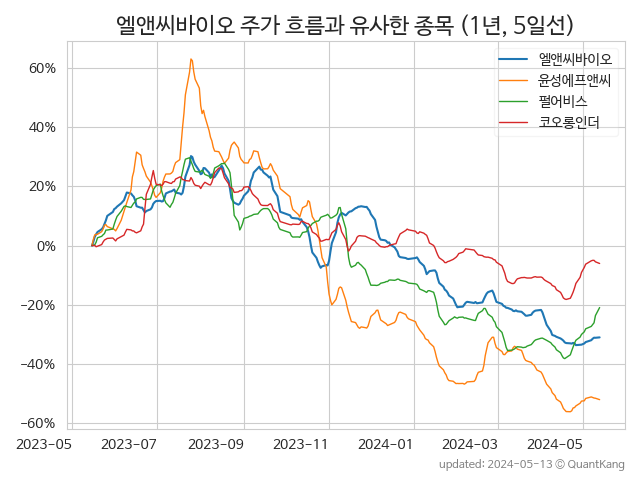 엘앤씨바이오 주가 흐름과 유사한 종목 (1년, 5일선)
엘앤씨바이오
윤성에프앤씨
펄어비스
코오롱인더
60%
40%
20%
0%
−20%
−40%
−60%
2023-05 2023-07 2023-09 2023-11 2024-01 2024-03 2024-05
updated: 2024-05-13 ⓒ QuantKang